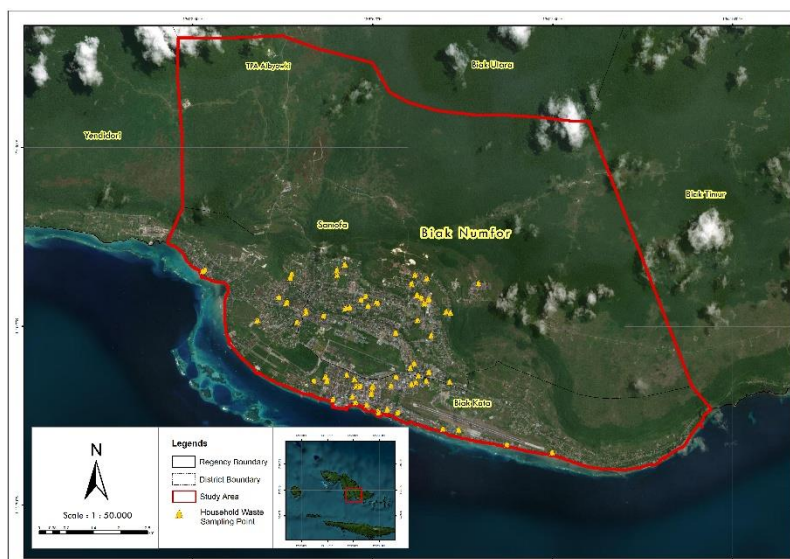 TPA Aibyowki
Biak Utara
Yendidori
Biak Timur
Samofa
Biak Numfor
Biak Kota
N
Scale : 1 : 50.000
Legends
Regency Boundary
District Boundary
Study Area
Household Waste
Sampling Point